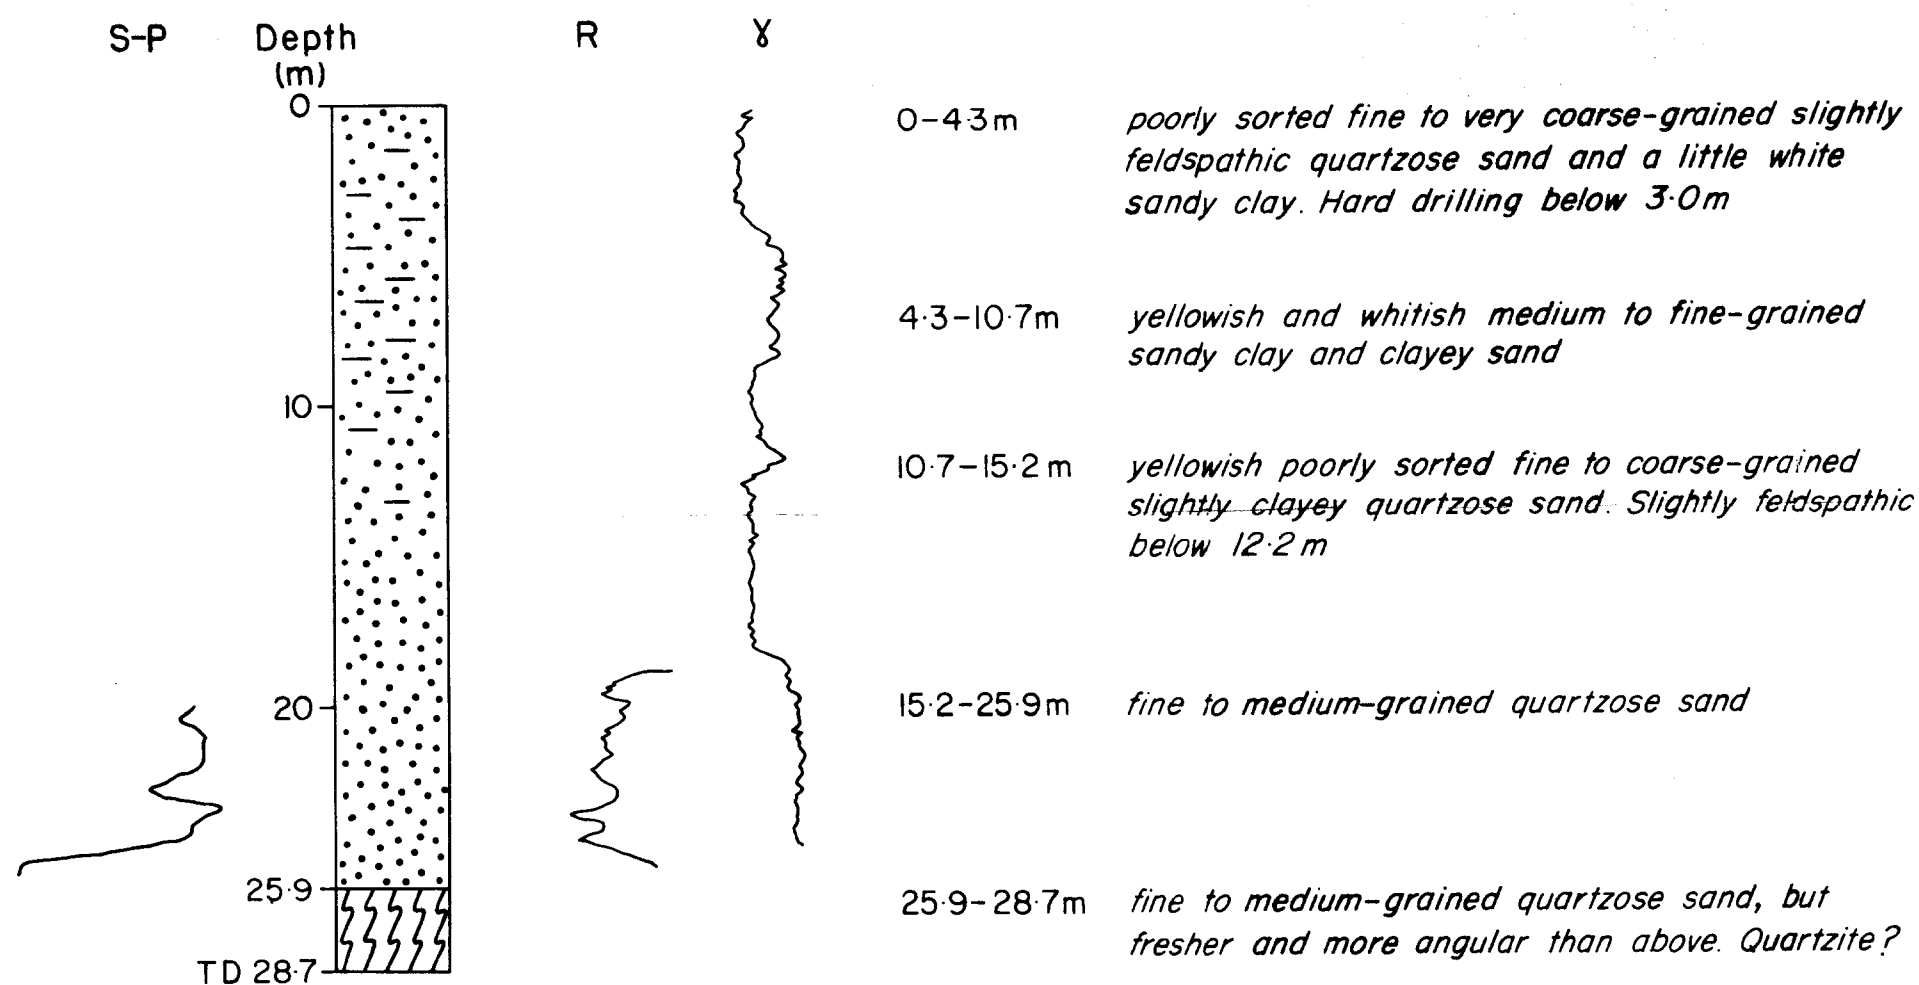 S-P
Depth
(m)
R
γ
0
10
20
25·9
TD 28·7
0-4·3m
poorly sorted fine to very coarse-grained slightly
feldspathic quartzose sand and a little white
sandy clay. Hard drilling below 3·0m
4·3-10·7m
yellowish and whitish medium to fine-grained
sandy clay and clayey sand
10·7-15·2m
yellowish poorly sorted fine to coarse-grained
slightly clayey quartzose sand. Slightly feldspathic
below 12·2m
15·2-25·9m
fine to medium-grained quartzose sand
25·9-28·7m
fine to medium-grained quartzose sand, but
fresher and more angular than above. Quartzite?